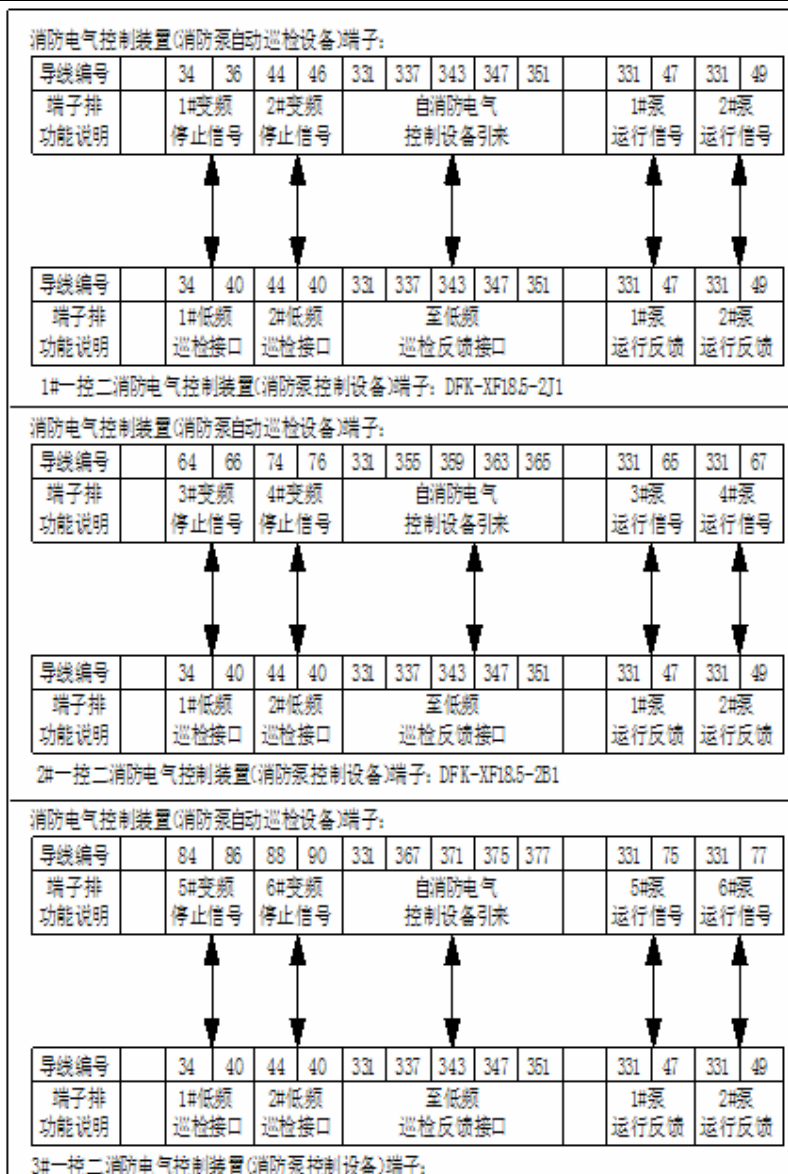 消防电气控制装置(消防泵自动巡检设备)端子:
导线编号 34 36 44 46 331 337 343 347 351 331 47 331 49
端子排 1#变频 2#变频 自消防电气 1#泵 2#泵
功能说明 停止信号 停止信号 控制设备引来 运行信号 运行信号
导线编号 34 40 44 40 331 337 343 347 351 331 47 331 49
端子排 1#低频 2#低频 至低频 1#泵 2#泵
功能说明 巡检接口 巡检接口 巡检反馈接口 运行反馈 运行反馈
1#一控二消防电气控制装置(消防泵控制设备)端子: DFK-XF18.5-2J1
消防电气控制装置(消防泵自动巡检设备)端子:
导线编号 64 66 74 76 331 355 359 363 365 331 65 331 67
端子排 3#变频 4#变频 自消防电气 3#泵 4#泵
功能说明 停止信号 停止信号 控制设备引来 运行信号 运行信号
导线编号 34 40 44 40 331 337 343 347 351 331 47 331 49
端子排 1#低频 2#低频 至低频 1#泵 2#泵
功能说明 巡检接口 巡检接口 巡检反馈接口 运行反馈 运行反馈
2#一控二消防电气控制装置(消防泵控制设备)端子: DFK-XF18.5-2B1
消防电气控制装置(消防泵自动巡检设备)端子:
导线编号 84 86 88 90 331 367 371 375 377 331 75 331 77
端子排 5#变频 6#变频 自消防电气 5#泵 6#泵
功能说明 停止信号 停止信号 控制设备引来 运行信号 运行信号
导线编号 34 40 44 40 331 337 343 347 351 331 47 331 49
端子排 1#低频 2#低频 至低频 1#泵 2#泵
功能说明 巡检接口 巡检接口 巡检反馈接口 运行反馈 运行反馈
3#一控二消防电气控制装置(消防泵控制设备)端子: